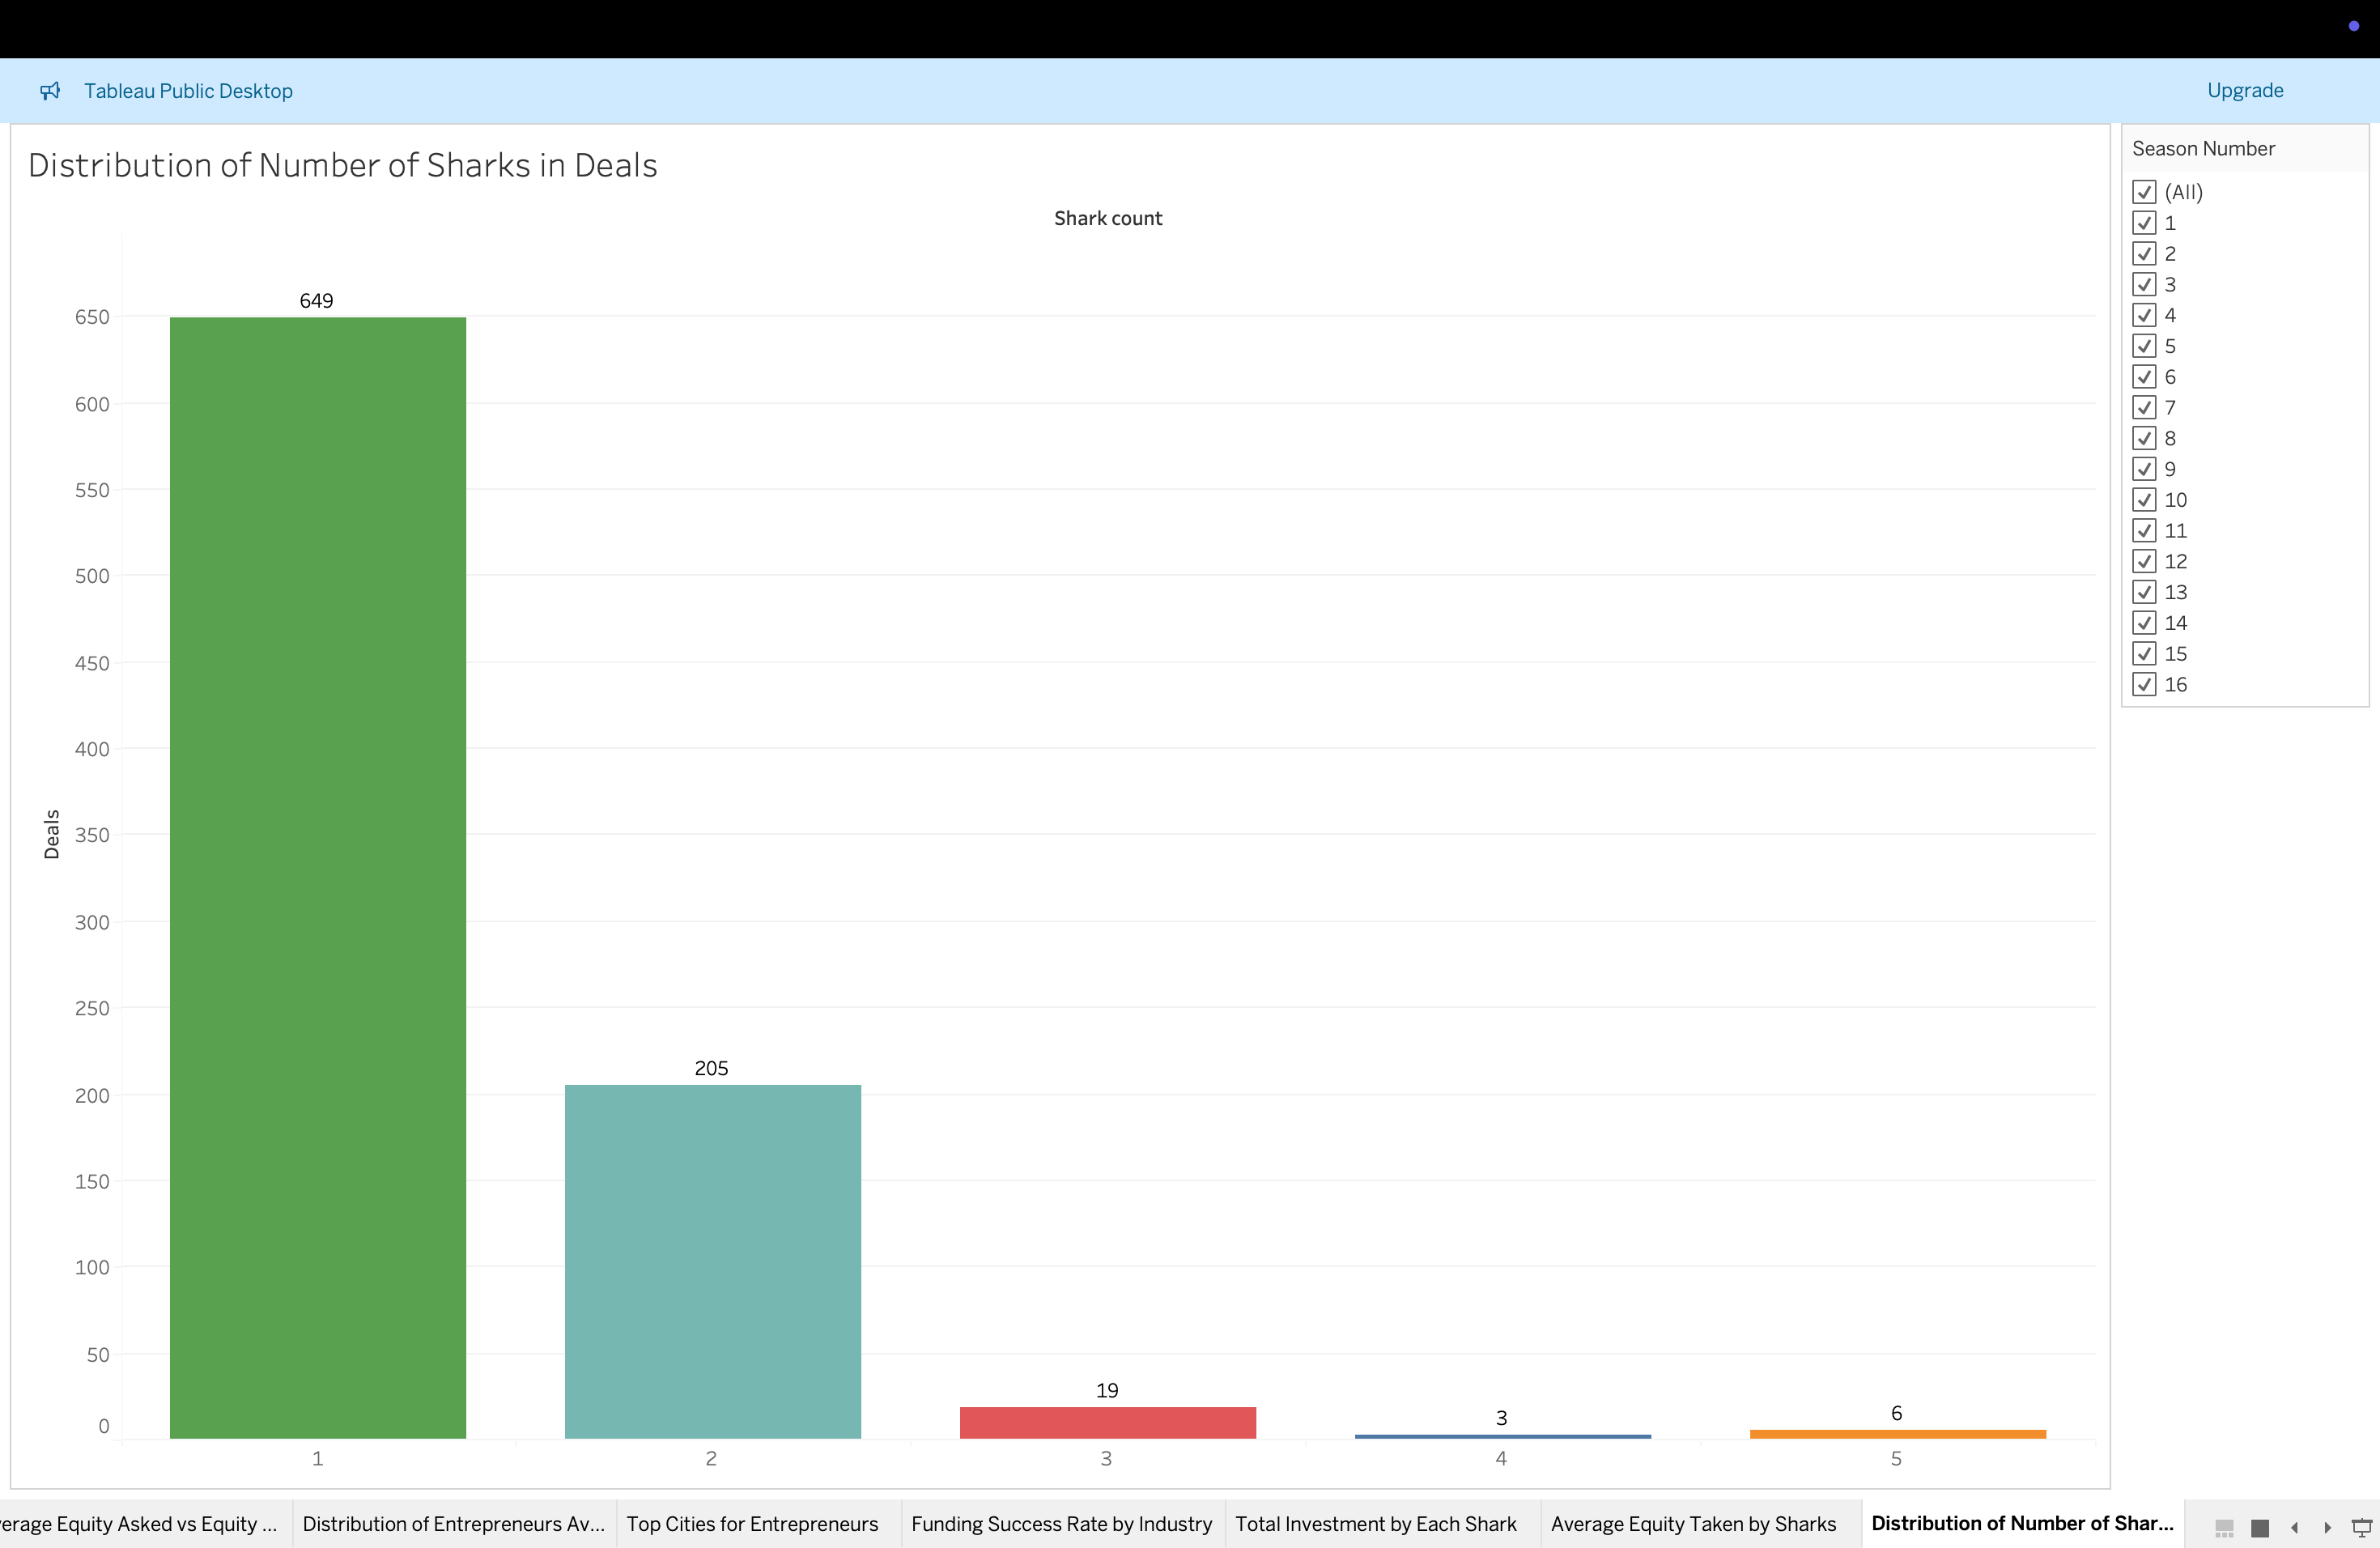 Tableau Public Desktop
Upgrade
Distribution of Number of Sharks in Deals
Shark count
Deals
650
600
550
500
450
400
350
300
250
200
150
100
50
0
649
205
19
3
6
1
2
3
4
5
Season Number
(All)
1
2
3
4
5
6
7
8
9
10
11
12
13
14
15
16
erage Equity Asked vs Equity ...
Distribution of Entrepreneurs Av...
Top Cities for Entrepreneurs
Funding Success Rate by Industry
Total Investment by Each Shark
Average Equity Taken by Sharks
Distribution of Number of Shar...